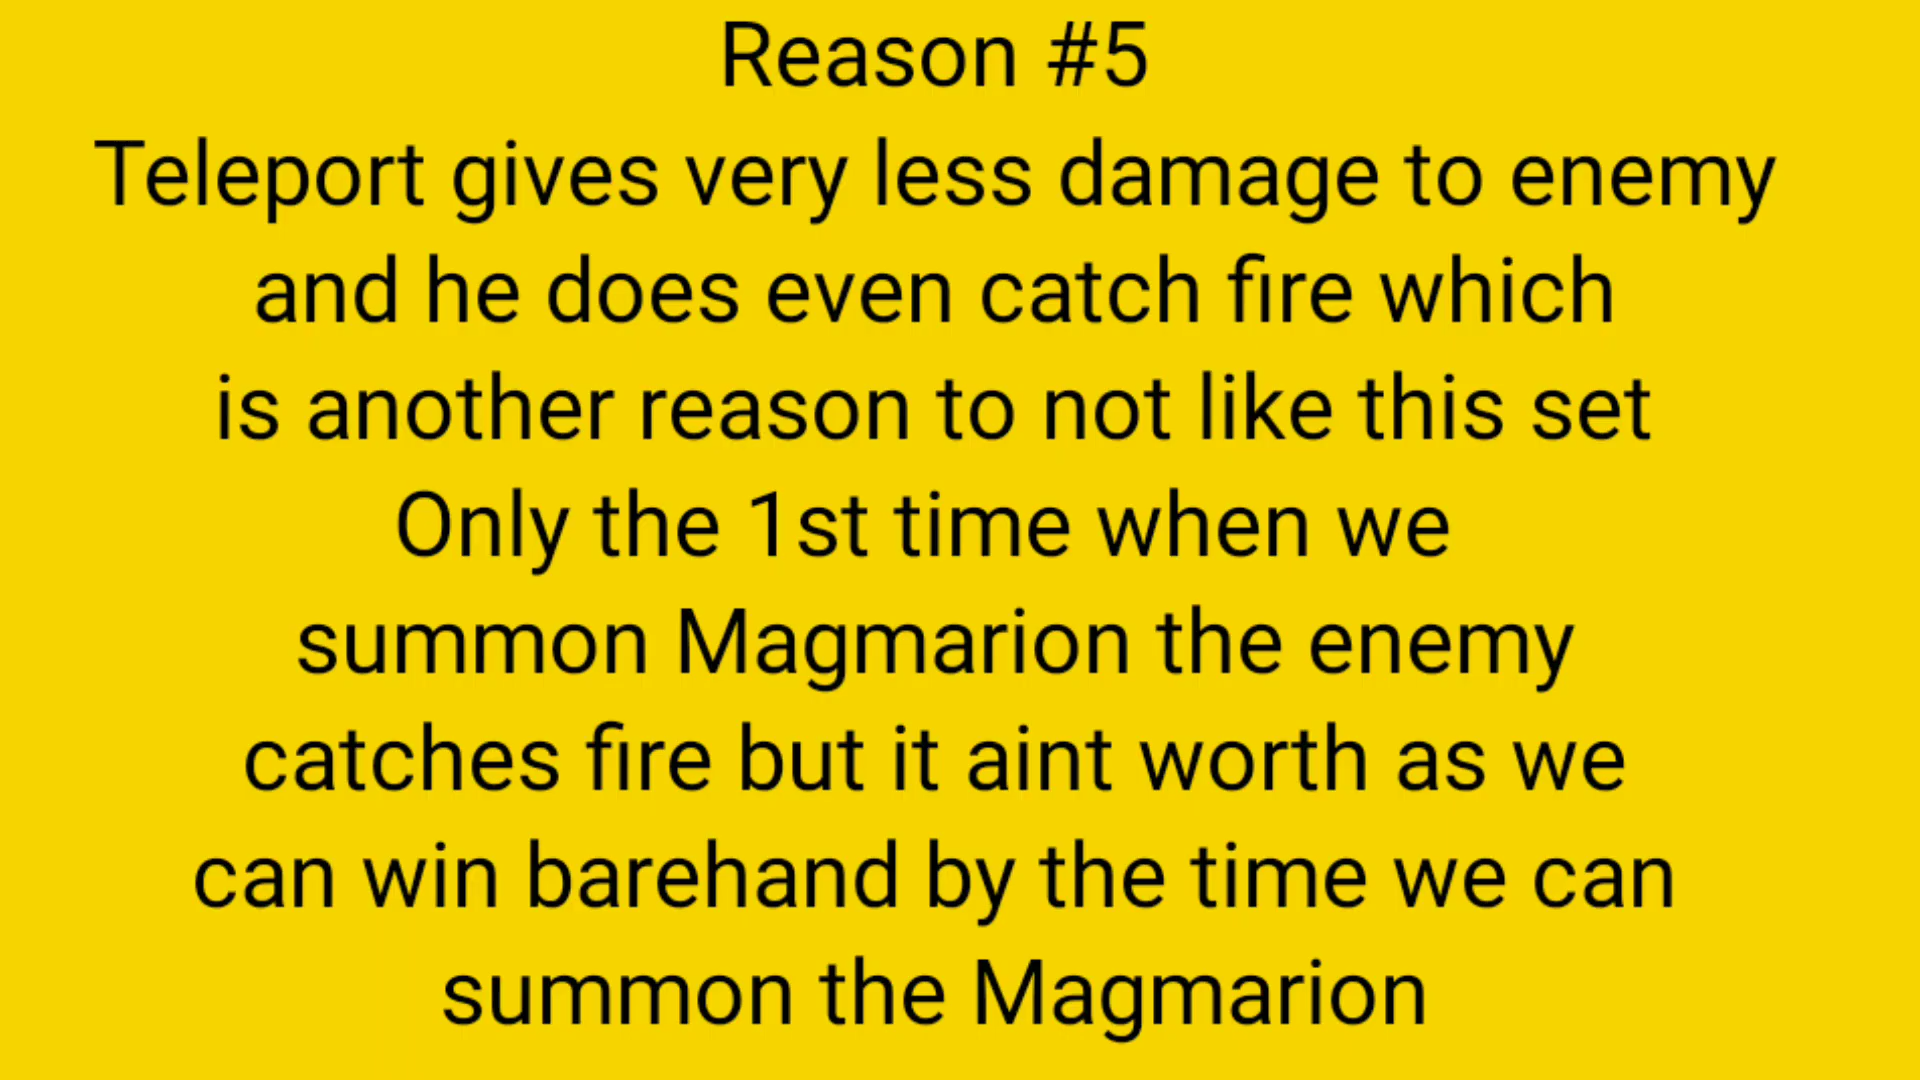 Reason #5
Teleport gives very less damage to enemy
and he does even catch fire which
is another reason to not like this set
Only the 1st time when we
summon Magmarion the enemy
catches fire but it aint worth as we
can win barehand by the time we can
summon the Magmarion